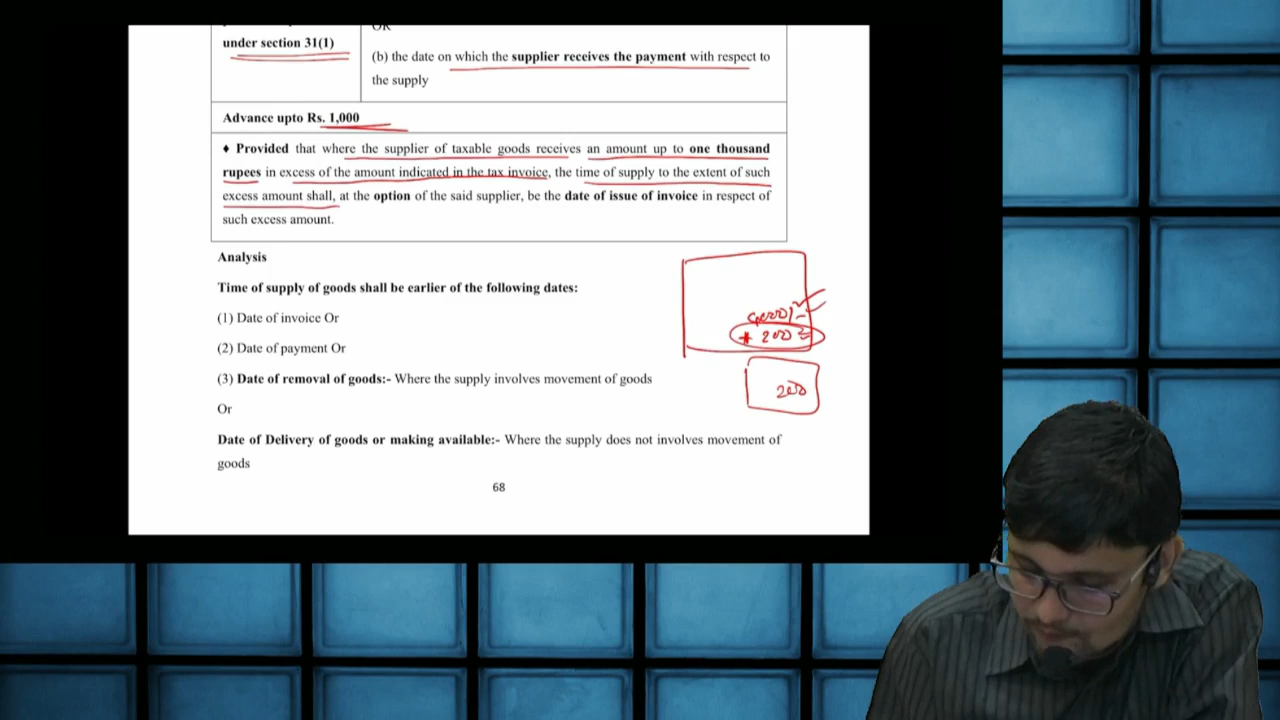 under section 31(1)
OR
(b) the date on which the supplier receives the payment with respect to
the supply
Advance upto Rs. 1,000
♦ Provided that where the supplier of taxable goods receives an amount up to one thousand
rupees in excess of the amount indicated in the tax invoice, the time of supply to the extent of such
excess amount shall, at the option of the said supplier, be the date of issue of invoice in respect of
such excess amount.
Analysis
Time of supply of goods shall be earlier of the following dates:
(1) Date of invoice Or
(2) Date of payment Or
(3) Date of removal of goods:- Where the supply involves movement of goods
Or
Date of Delivery of goods or making available:- Where the supply does not involves movement of
goods
+ 200
200
68